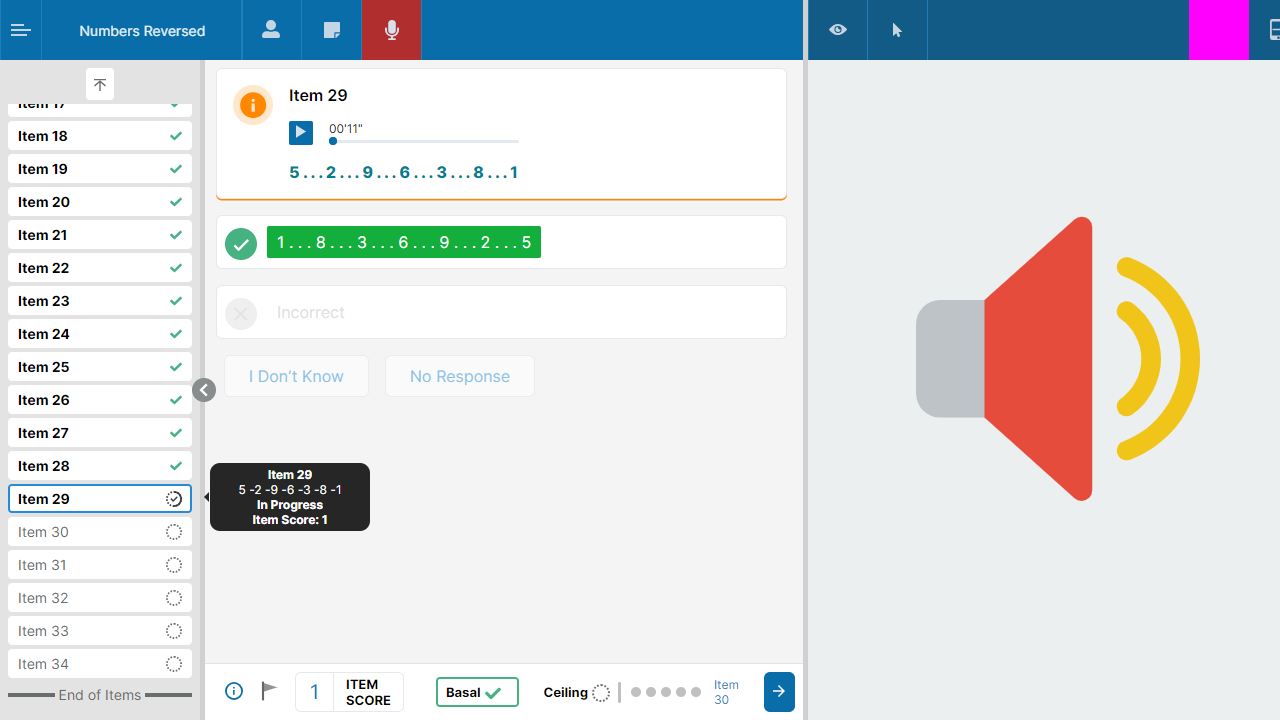 Numbers Reversed
Item 17
Item 18
Item 19
Item 20
Item 21
Item 22
Item 23
Item 24
Item 25
Item 26
Item 27
Item 28
Item 29
Item 30
Item 31
Item 32
Item 33
Item 34
End of Items
Item 29
00'11"
5...2...9...6...3...8...1
1...8...3...6...9...2...5
Incorrect
I Don't Know
No Response
Item 29
5 -2 -9 -6 -3 -8 -1
In Progress
Item Score: 1
1
ITEM
SCORE
Basal
Ceiling
Item
30